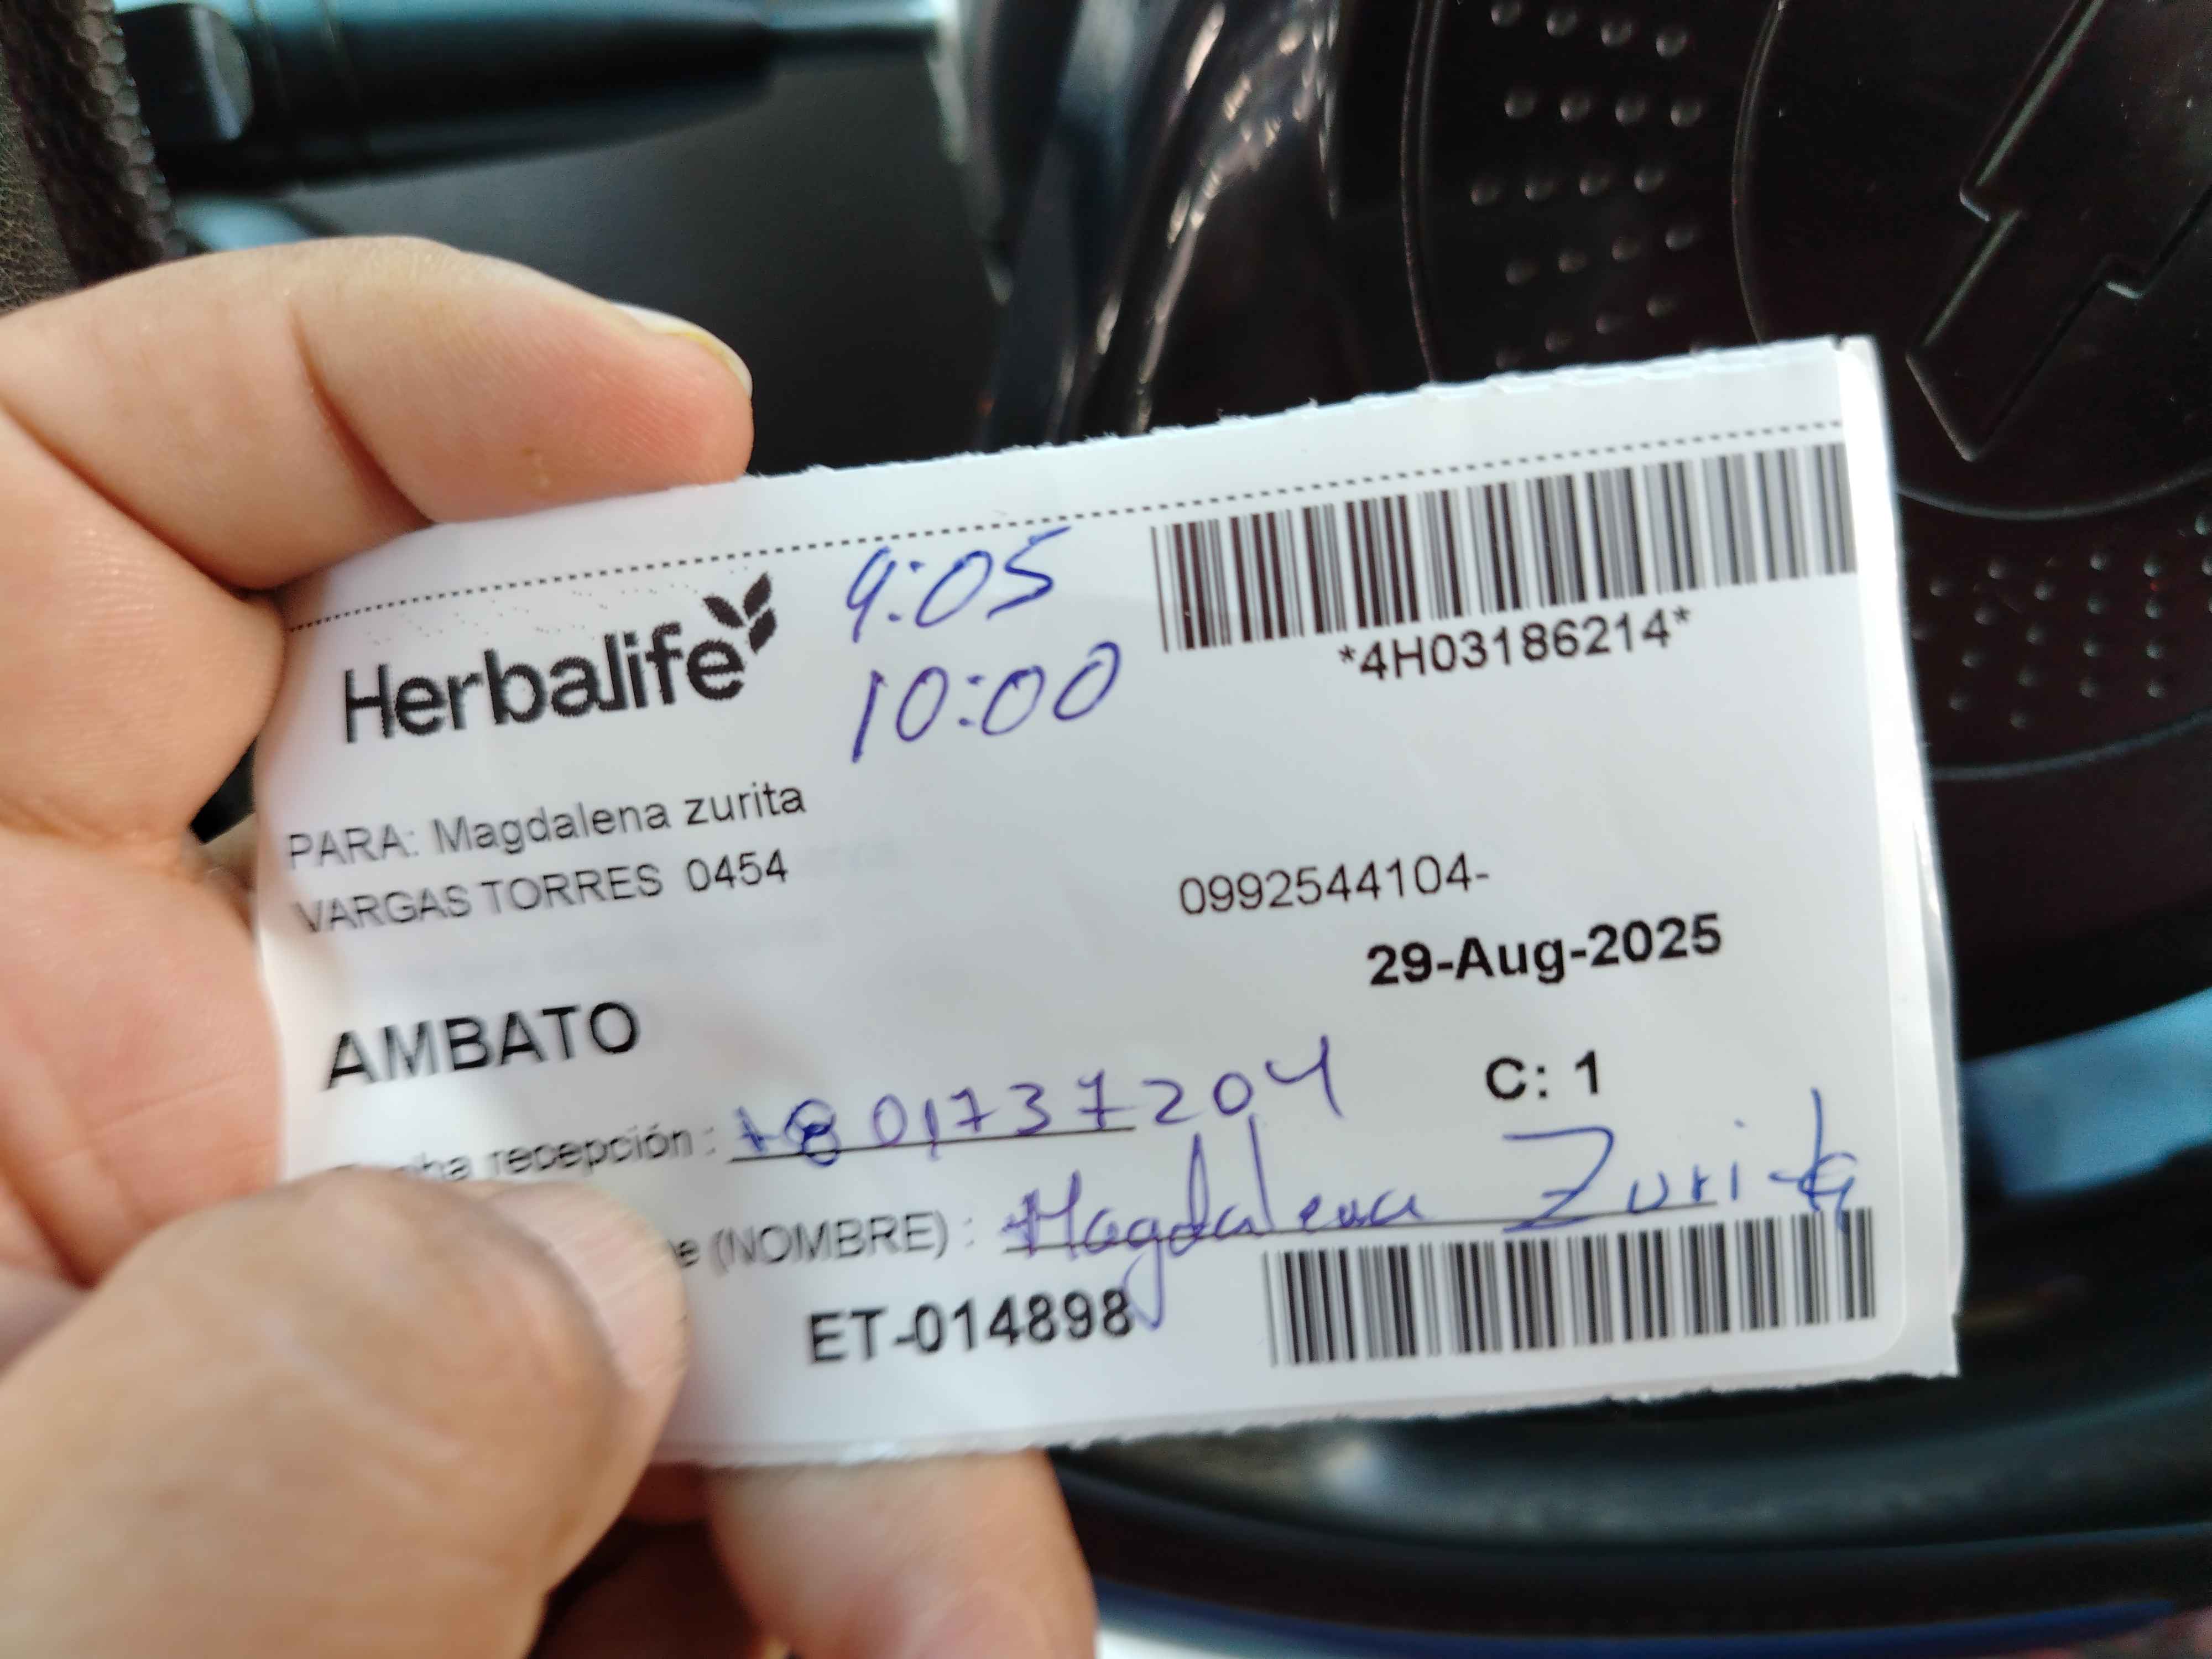 Herbalife
9:05
10:00
*4H03186214*
PARA: Magdalena zurita
VARGAS TORRES 0454
0992544104-
29-Aug-2025
AMBATO
C: 1
recepción : 1801737204
(NOMBRE) : Magdalena Zurita
ET-014898